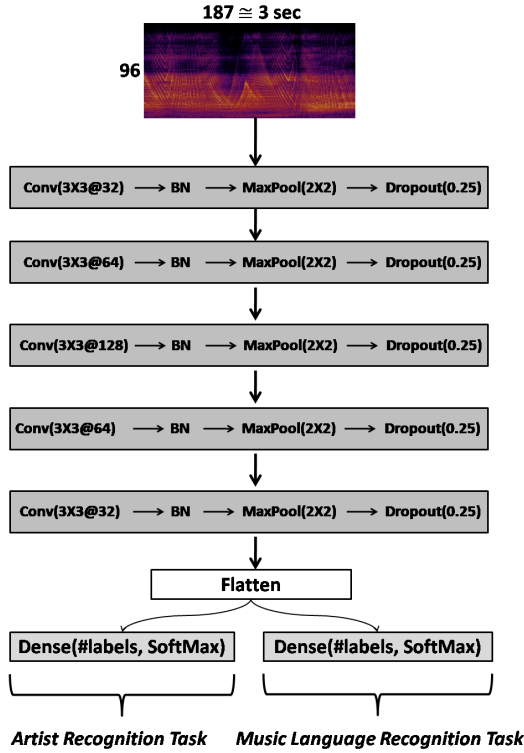 187 ≅ 3 sec
96
Conv(3X3@32) → BN → MaxPool(2X2) → Dropout(0.25)
Conv(3X3@64) → BN → MaxPool(2X2) → Dropout(0.25)
Conv(3X3@128) → BN → MaxPool(2X2) → Dropout(0.25)
Conv(3X3@64) → BN → MaxPool(2X2) → Dropout(0.25)
Conv(3X3@32) → BN → MaxPool(2X2) → Dropout(0.25)
Flatten
Dense(#labels, SoftMax) Dense(#labels, SoftMax)
Artist Recognition Task Music Language Recognition Task